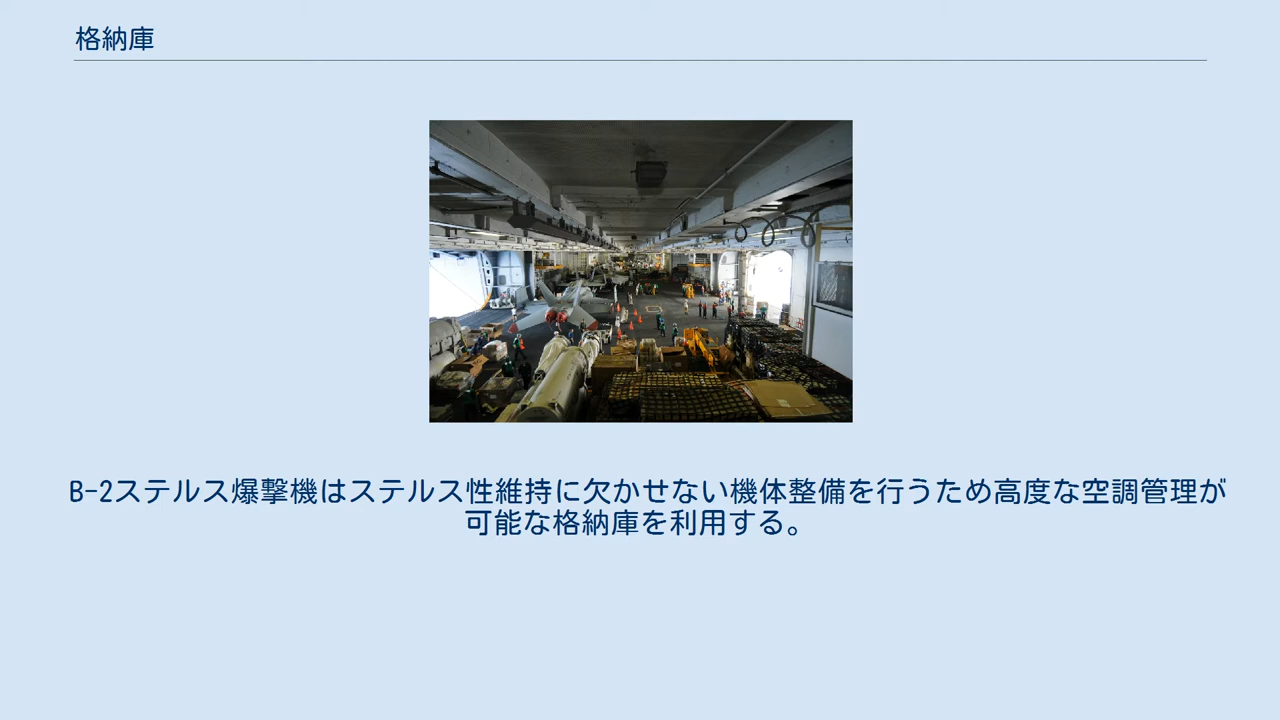 格納庫
B-2ステルス爆撃機はステルス性維持に欠かせない機体整備を行うため高度な空調管理が
可能な格納庫を利用する。